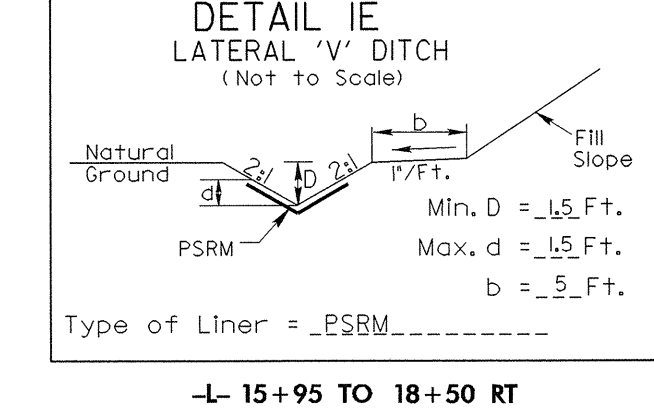 DETAIL IE
LATERAL 'V' DITCH
(Not to Scale)
b
Natural
Ground
2:1
D
2:1
1"/Ft.
Fill
Slope
d
PSRM
Min. D = 1.5 Ft.
Max. d = 1.5 Ft.
b = 5 Ft.
Type of Liner = PSRM
-L- 15+95 TO 18+50 RT